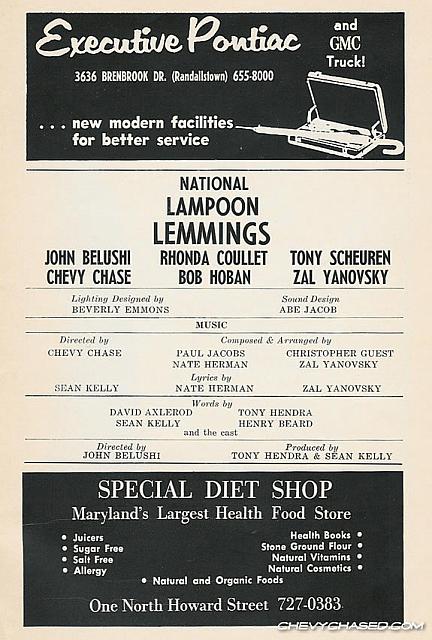 Executive Pontiac and
GMC
Truck!
3636 BRENBROOK DR. (Randallstown) 655-8000
... new modern facilities
for better service
NATIONAL
LAMPOON
LEMMINGS
JOHN BELUSHI RHONDA COULLET TONY SCHEUREN
CHEVY CHASE BOB HOBAN ZAL YANOVSKY
Lighting Designed by Sound Design
BEVERLY EMMONS ABE JACOB
MUSIC
Directed by Composed & Arranged by
CHEVY CHASE PAUL JACOBS CHRISTOPHER GUEST
NATE HERMAN ZAL YANOVSKY
Lyrics by
SEAN KELLY NATE HERMAN ZAL YANOVSKY
Words by
DAVID AXLEROD TONY HENDRA
SEAN KELLY HENRY BEARD
and the cast
Directed by Produced by
JOHN BELUSHI TONY HENDRA & SEAN KELLY
SPECIAL DIET SHOP
Maryland's Largest Health Food Store
• Juicers Health Books •
• Sugar Free Stone Ground Flour •
• Salt Free Natural Vitamins •
• Allergy Natural Cosmetics •
• Natural and Organic Foods
One North Howard Street 727-0383
CHEVYCHASED.COM